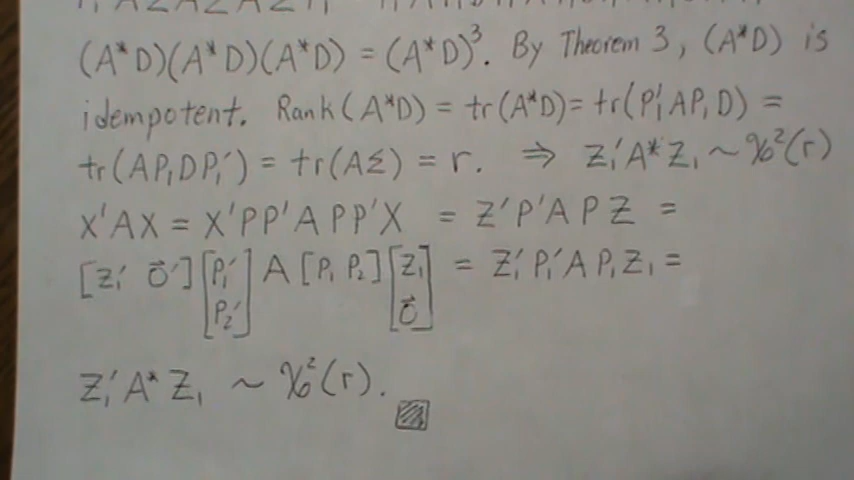 (A*D)(A*D)(A*D) = (A*D)³. By Theorem 3, (A*D) is
idempotent. Rank(A*D) = tr(A*D) = tr(P₁'AP₁D) =
tr(AP₁DP₁') = tr(AΣ) = r. ⇒ Z₁'A*Z₁ ~ χ²(r)
X'AX = X'PP'APP'X = Z'P'APZ =
[Z₁' 0⃗'][P₁' P₂'] A [P₁ P₂][Z₁ 0⃗] = Z₁'P₁'AP₁Z₁ =
Z₁'A*Z₁ ~ χ²(r).